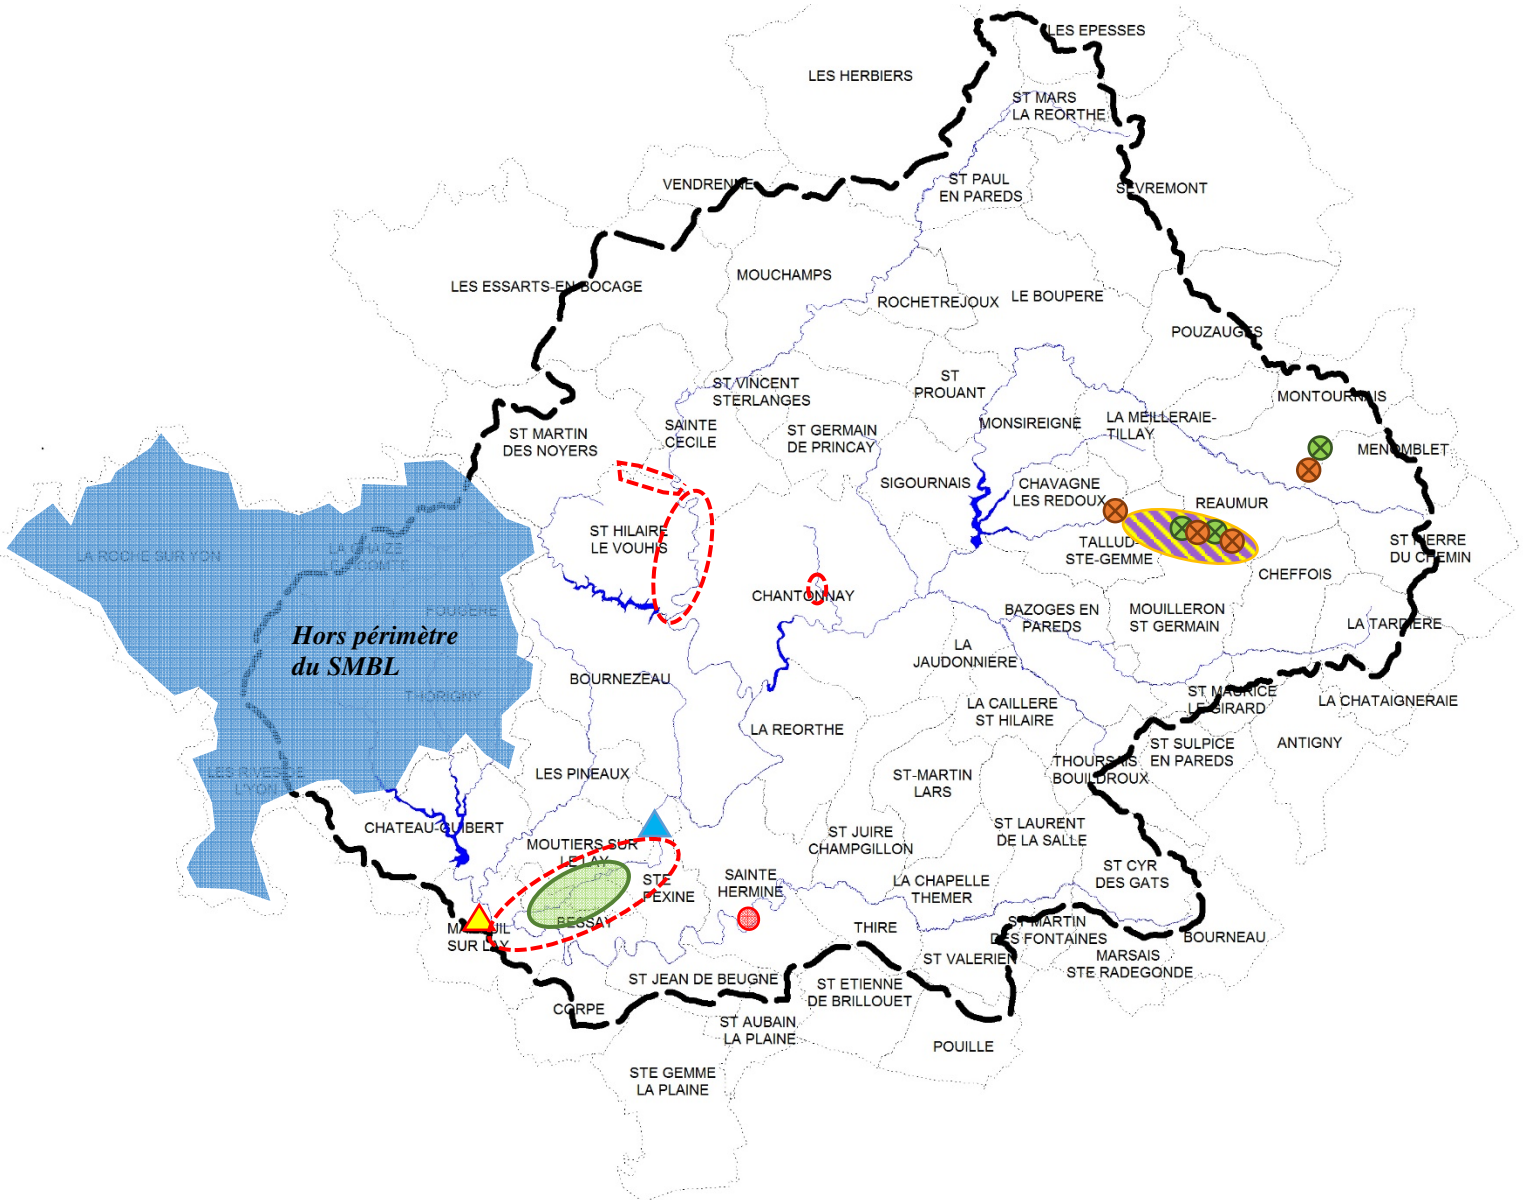 LES EPESSES
LES HERBIERS
ST MARS
LA REORTHE
VENDRENNE
ST PAUL
EN PAREDS
SEVREMONT
MOUCHAMPS
LES ESSARTS-EN-BOCAGE
ROCHETREJOUX
LE BOUPERE
POUZAUGES
ST VINCENT
STERLANGES
ST
PROUANT
MONTOURNAIS
ST MARTIN
DES NOYERS
SAINTE
CECILE
ST GERMAIN
DE PRINCAY
MONSIREIGNE
LA MEILLERAIE-
TILLAY
MENOMBLET
SIGOURNAIS
CHAVAGNE
LES REDOUX
REAUMUR
ST HILAIRE
LE VOUHIS
LA ROCHE SUR YON
LA CHAIZE
LE VICOMTE
TALLUD-
STE-GEMME
ST PIERRE
DU CHEMIN
CHEFFOIS
CHANTONNAY
FOUGERE
BAZOGES EN
PAREDS
MOUILLERON
ST GERMAIN
LA TARDIERE
Hors périmètre
du SMBL
LA
JAUDONNIERE
BOURNEZEAU
THORIGNY
ST MAURICE
LE GIRARD
LA CHATAIGNERAIE
LA CAILLERE
ST HILAIRE
LA REORTHE
ST SULPICE
EN PAREDS
ANTIGNY
LES RIVES DE
L'YON
LES PINEAUX
ST-MARTIN
LARS
THOURSAIS
BOUILDROUX
CHATEAU-GUIBERT
MOUTIERS SUR
LE LAY
ST JUIRE
CHAMPGILLON
ST LAURENT
DE LA SALLE
ST CYR
DES GATS
STE
PEXINE
SAINTE
HERMINE
LA CHAPELLE
THEMER
BESSAY
MAREUIL
SUR LAY
THIRE
ST MARTIN
DES FONTAINES
BOURNEAU
ST VALERIEN
MARSAIS
STE RADEGONDE
ST JEAN DE BEUGNE
ST ETIENNE
DE BRILLOUET
CORPE
ST AUBAIN
LA PLAINE
POUILLE
STE GEMME
LA PLAINE